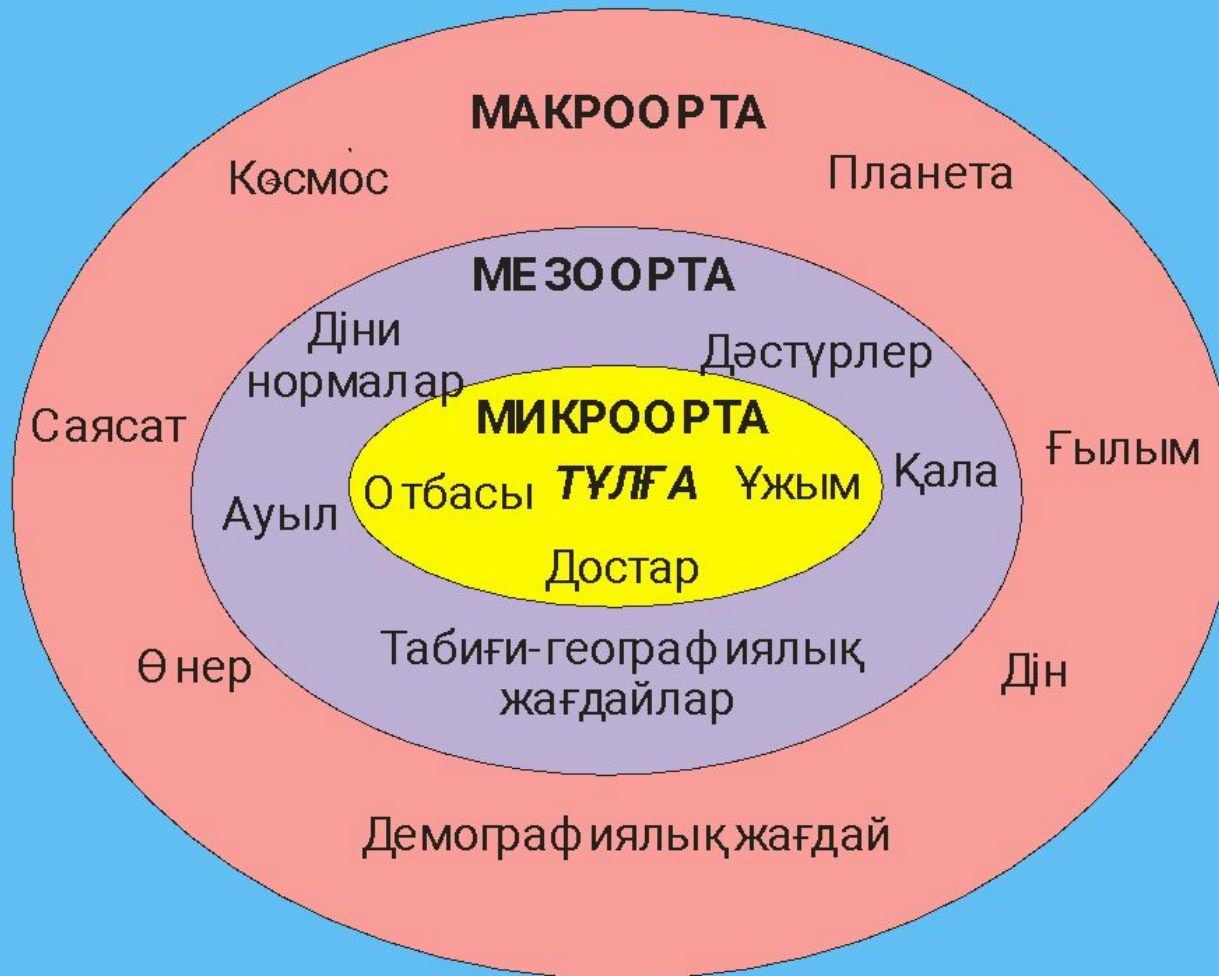 МАКРООРТА
Космос
Планета
МЕЗООРТА
Діни
нормалар
Дәстүрлер
Саясат
МИКРООРТА
Ғылым
Отбасы ТҰЛҒА Ұжым
Қала
Ауыл
Достар
Табиғи-географиялық
жағдайлар
Өнер
Дін
Демографиялық жағдай